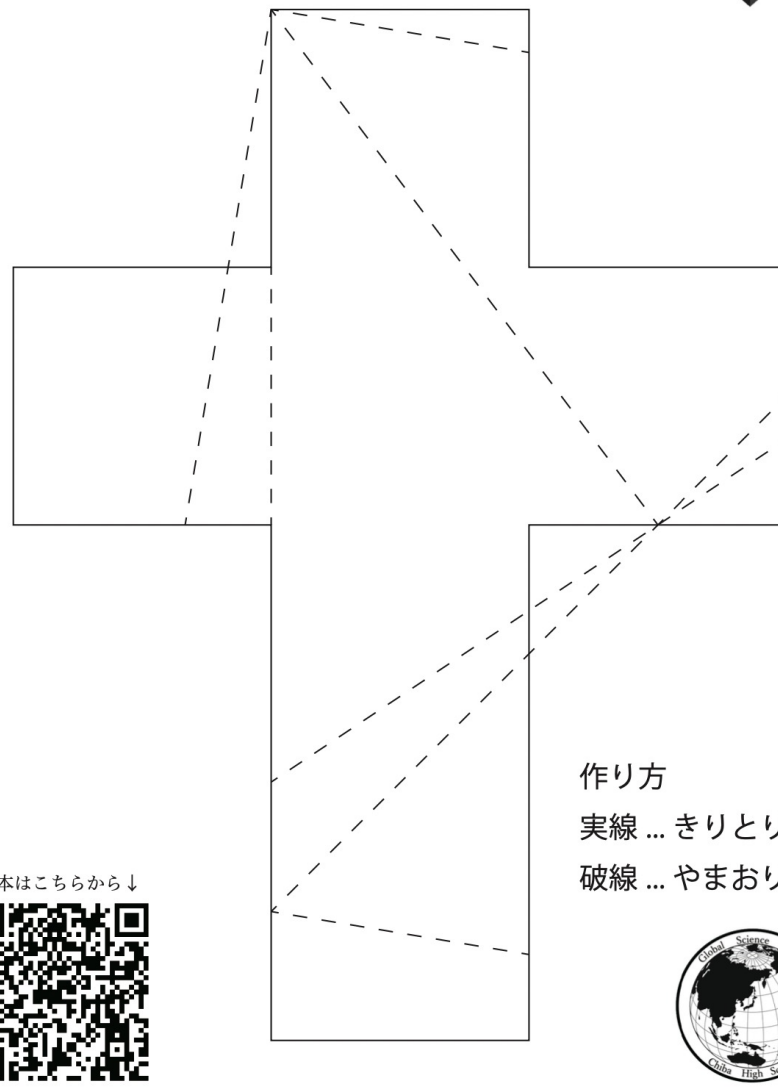 作り方
実線 ... きりとり
破線 ... やまおり
本はこちらから↓
Global Science
Chiba High